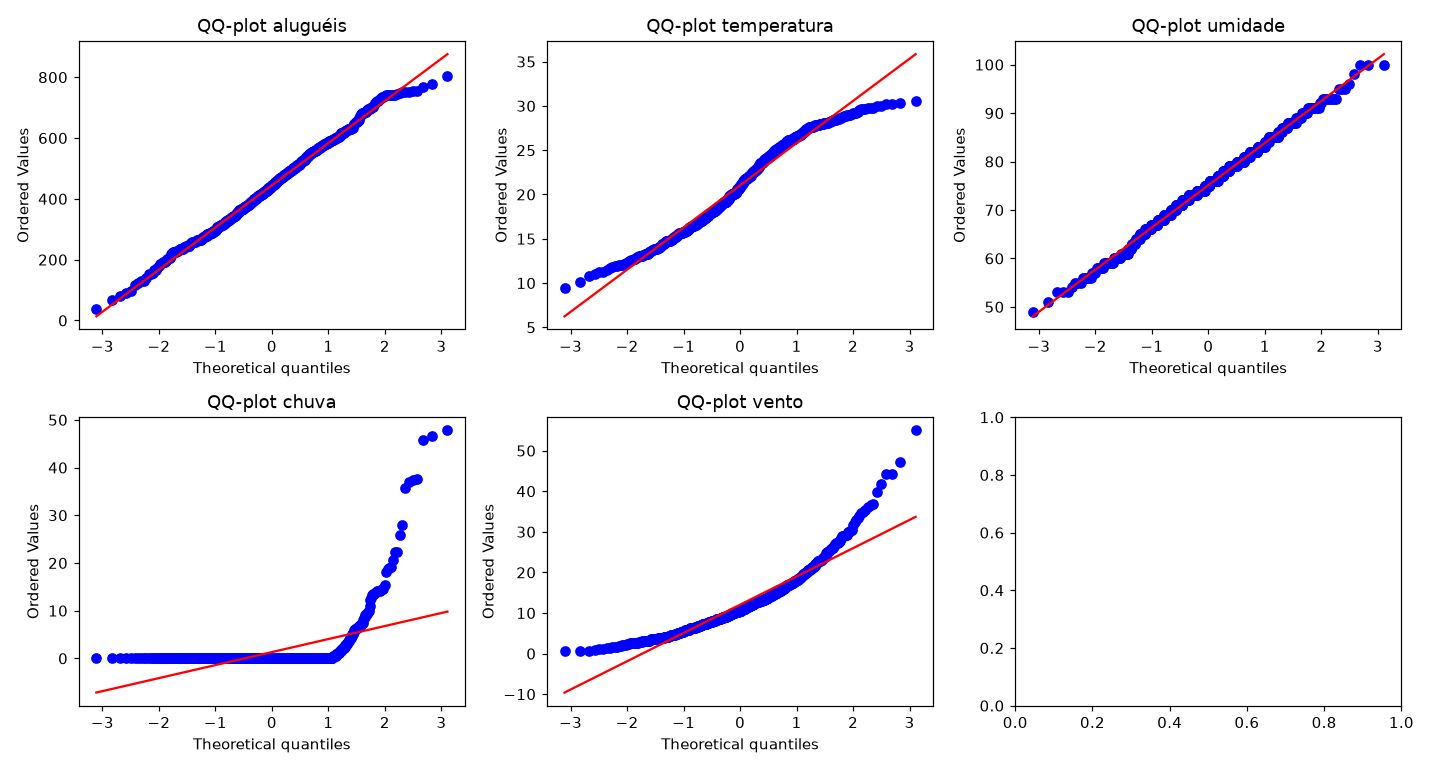 QQ-plot aluguéis
Ordered Values
800
600
400
200
0
−3 −2 −1 0 1 2 3
Theoretical quantiles
QQ-plot temperatura
Ordered Values
35
30
25
20
15
10
5
−3 −2 −1 0 1 2 3
Theoretical quantiles
QQ-plot umidade
Ordered Values
100
90
80
70
60
50
−3 −2 −1 0 1 2 3
Theoretical quantiles
QQ-plot chuva
Ordered Values
50
40
30
20
10
0
−3 −2 −1 0 1 2 3
Theoretical quantiles
QQ-plot vento
Ordered Values
50
40
30
20
10
0
−10
−3 −2 −1 0 1 2 3
Theoretical quantiles
1.0
0.8
0.6
0.4
0.2
0.0
0.0 0.2 0.4 0.6 0.8 1.0